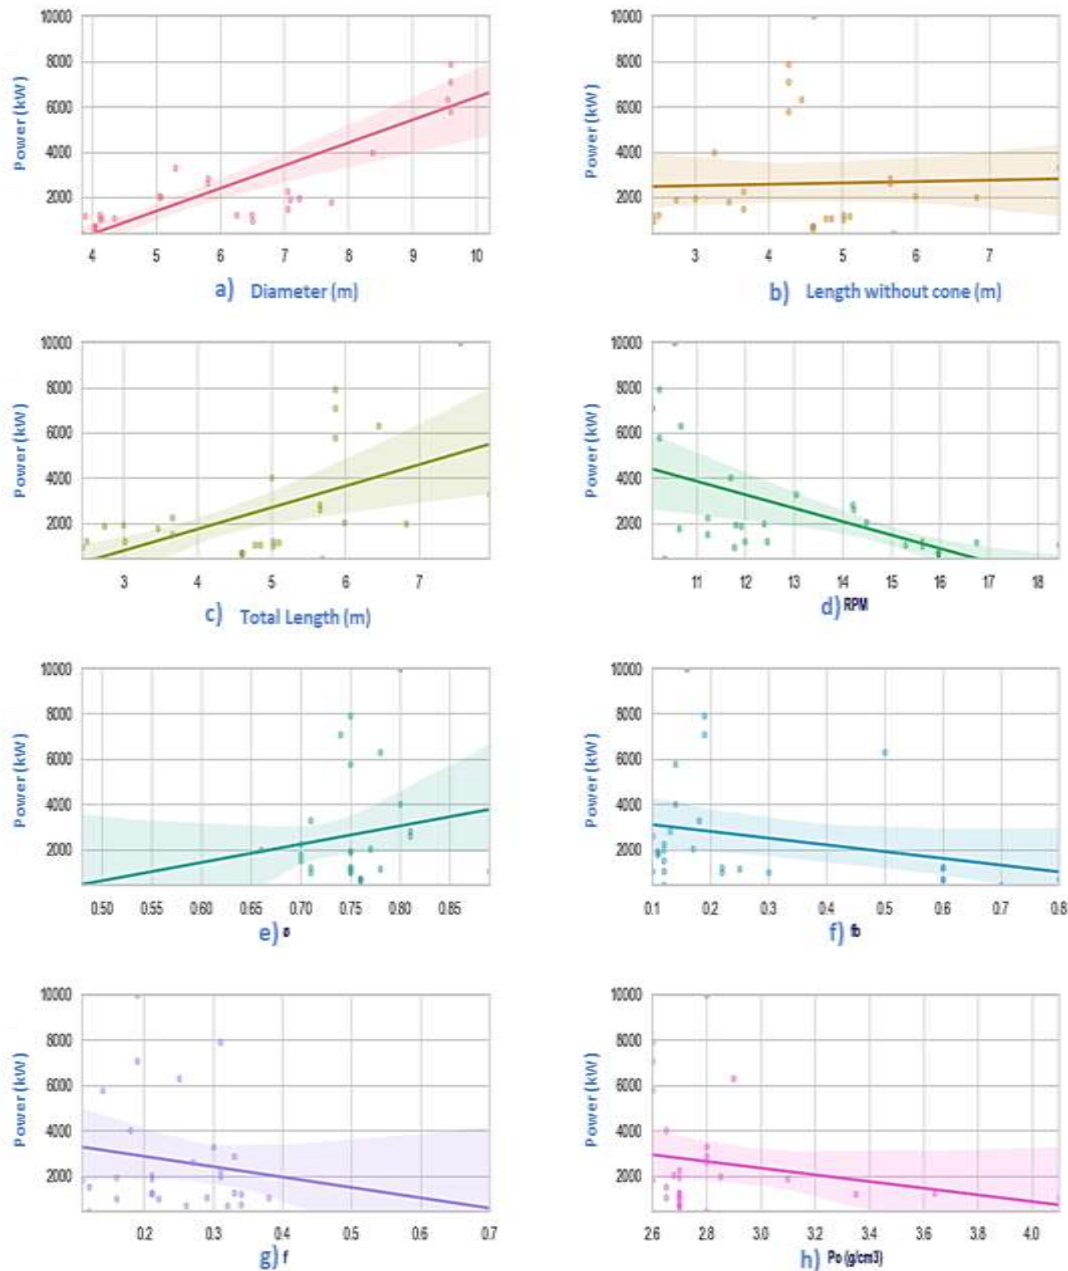 10000 10000
8000 8000
6000 6000
4000 4000
2000 2000
Power (kW) Power (kW)
4 5 6 7 8 9 10 3 4 5 6 7
a) Diameter (m) b) Length without cone (m)
10000 10000
8000 8000
6000 6000
4000 4000
2000 2000
Power (kW) Power (kW)
3 4 5 6 7 11 12 13 14 15 16 17 18
c) Total Length (m) d) RPM
10000 10000
8000 8000
6000 6000
4000 4000
2000 2000
Power (kW) Power (kW)
0.50 0.55 0.60 0.65 0.70 0.75 0.80 0.85 0.1 0.2 0.3 0.4 0.5 0.6 0.7 0.8
e) ø f) fb
10000 10000
8000 8000
6000 6000
4000 4000
2000 2000
Power (kW) Power (kW)
0.2 0.3 0.4 0.5 0.6 0.7 2.6 2.8 3.0 3.2 3.4 3.6 3.8 4.0
g) f h) Po (g/cm3)